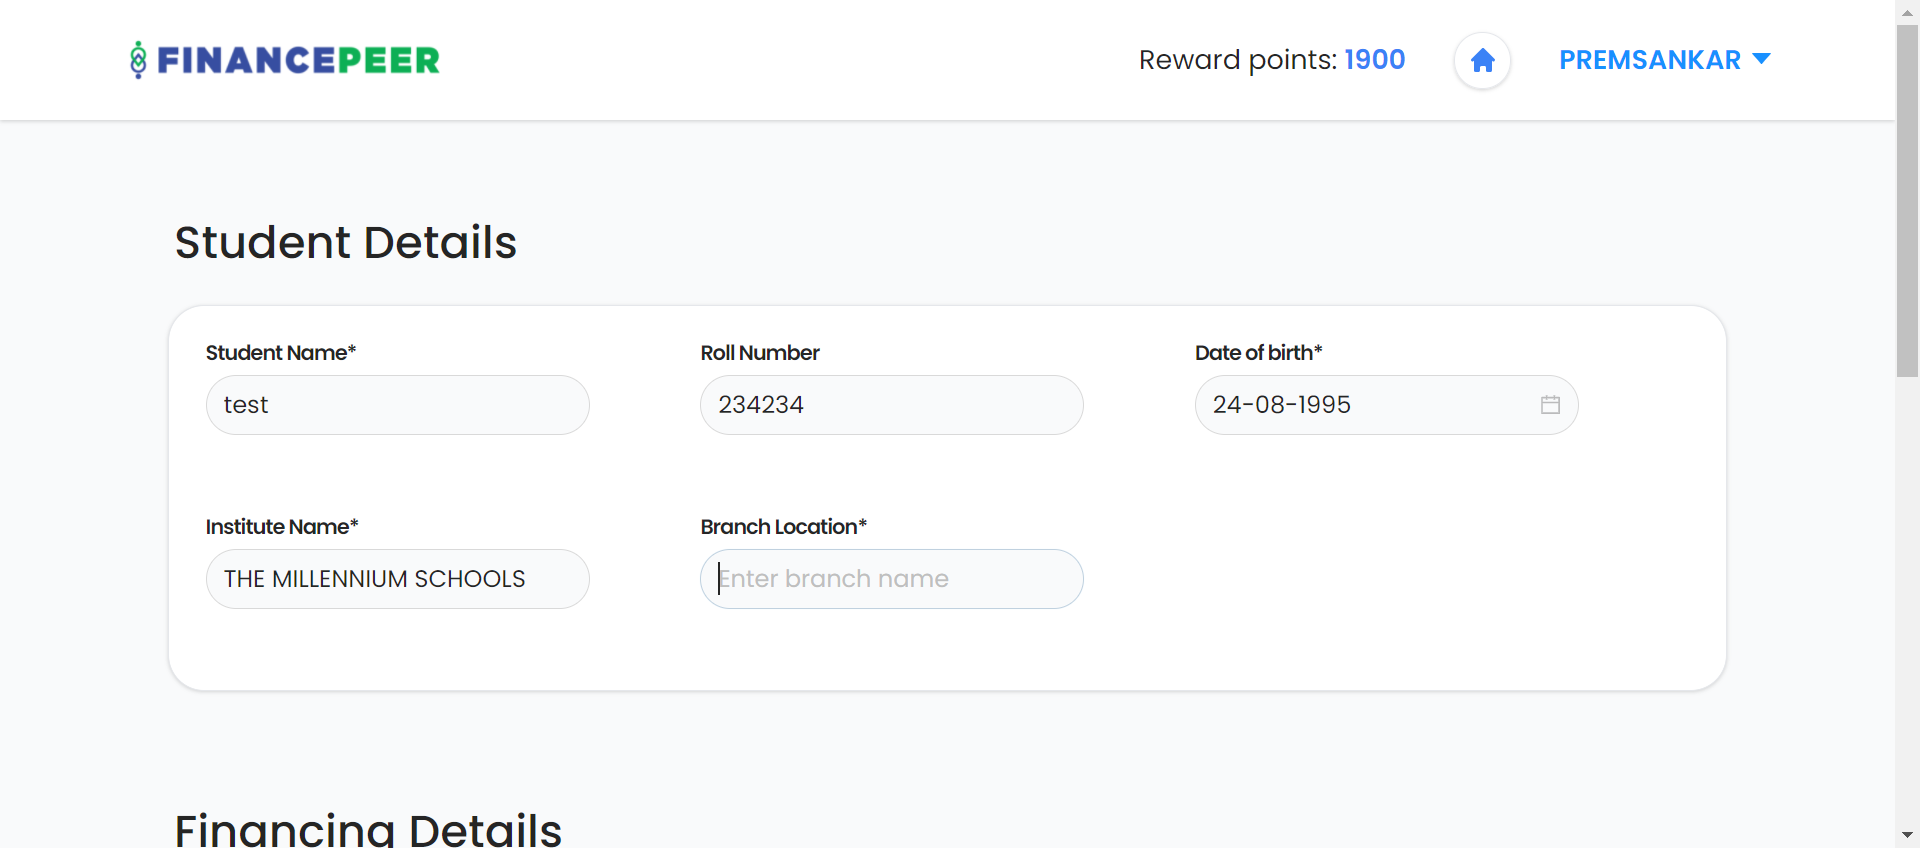 FINANCEPEER
Reward points: 1900
PREMSANKAR
Student Details
Student Name*
Roll Number
Date of birth*
test
234234
24-08-1995
Institute Name*
Branch Location*
THE MILLENNIUM SCHOOLS
Enter branch name
Financing Details